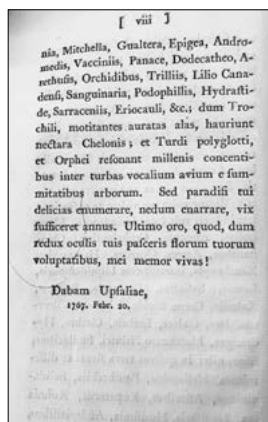 [ viii ]
nia, Mitchella, Gualtera, Epigea, Andro-
medis, Vacciniis, Panace, Dodecatheo, A-
rethusis, Orchidibus, Trilliis, Lilio Cana-
densi, Sanguinaria, Podophillis, Hydrasti-
de, Sarraceniis, Eriocauli, &c.; dum Tro-
chili, motitantes auratas alas, hauriunt
nectara Chelonis; et Turdi polyglotti,
et Orphei resonant millenis concenti-
bus inter turbas vocalium avium e sum-
mitatibus arborum. Sed paradisi tui
delicias enumerare, nedum enarrare, vix
sufficeret annus. Ultimo oro, quod, dum
redux ocullis tuis pasceris florum tuorum
voluptatibus, mei memor vivas!
Dabam Upsaliae,
1767. Febr. 20.